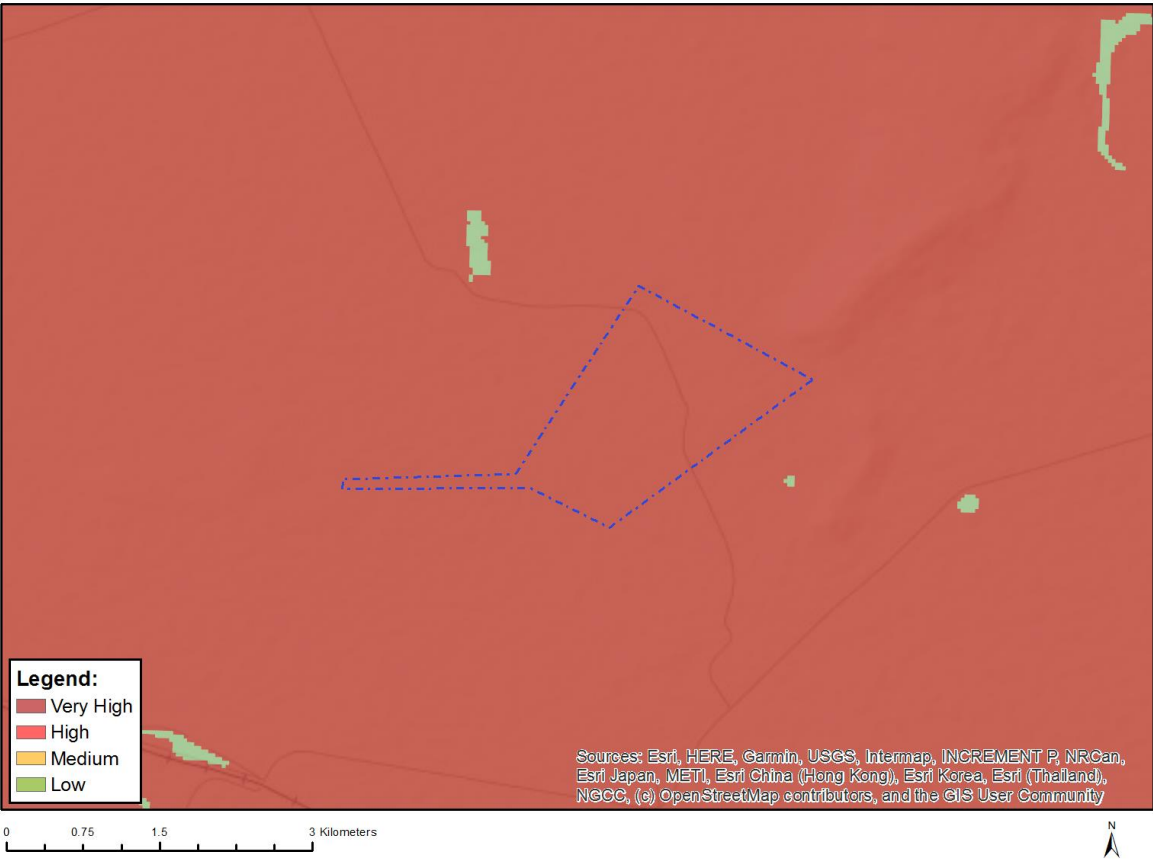 Legend:
Very High
High
Medium
Low
Sources: Esri, HERE, Garmin, USGS, Intermap, INCREMENT P, NRCan,
Esri Japan, METI, Esri China (Hong Kong), Esri Korea, Esri (Thailand),
NGCC, (c) OpenStreetMap contributors, and the GIS User Community
0 0.75 1.5 3 Kilometers
N